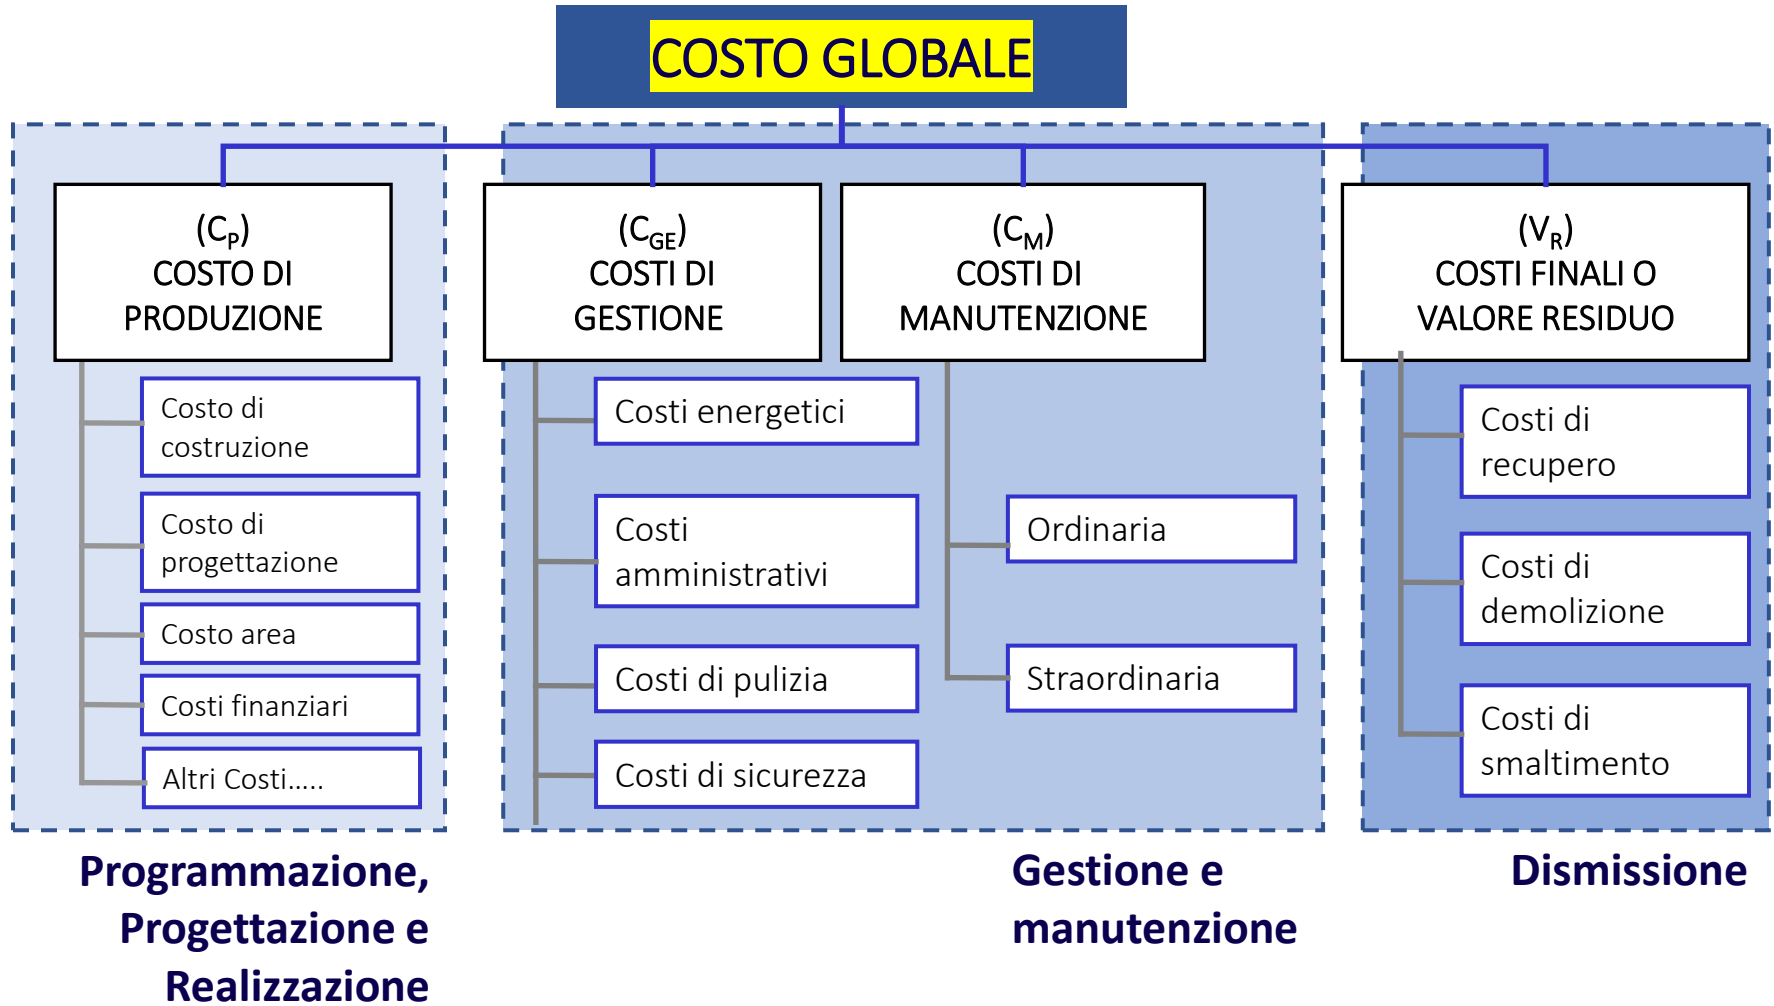 COSTO GLOBALE
(CP)
COSTO DI
PRODUZIONE
Costo di
costruzione
Costo di
progettazione
Costo area
Costi finanziari
Altri Costi.....
(CGE)
COSTI DI
GESTIONE
Costi energetici
Costi
amministrativi
Costi di pulizia
Costi di sicurezza
(CM)
COSTI DI
MANUTENZIONE
Ordinaria
Straordinaria
(VR)
COSTI FINALI O
VALORE RESIDUO
Costi di
recupero
Costi di
demolizione
Costi di
smaltimento
Programmazione,
Progettazione e
Realizzazione
Gestione e
manutenzione
Dismissione